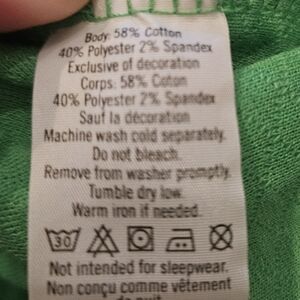 Body: 58% Cotton
40% Polyester 2% Spandex
Exclusive of decoration
Corps: 58% Coton
40% Polyester 2% Spandex
Sauf la décoration
Machine wash cold separately.
Do not bleach.
Remove from washer promptly.
Tumble dry low.
Warm iron if needed.
30
Not intended for sleepwear.
Non conçu comme vêtement
de nuit